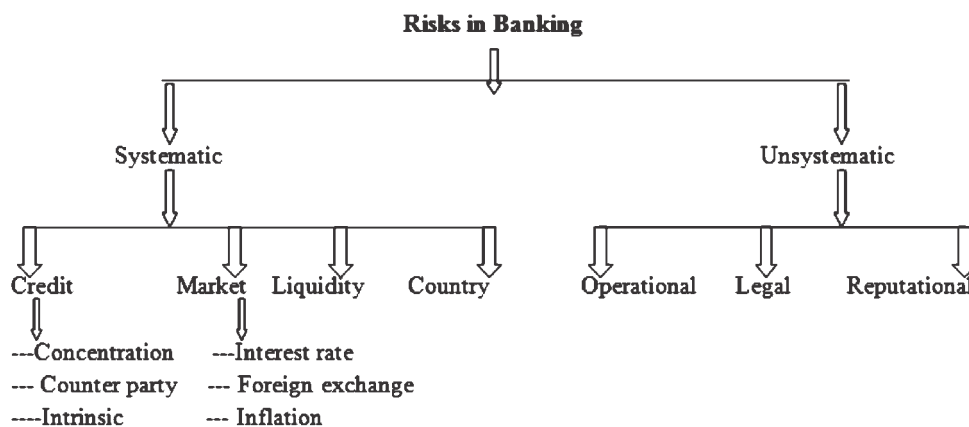 Risks in Banking
Systematic Unsystematic
Credit Market Liquidity Country Operational Legal Reputational
---Concentration ---Interest rate
--- Counter party --- Foreign exchange
----Intrinsic --- Inflation